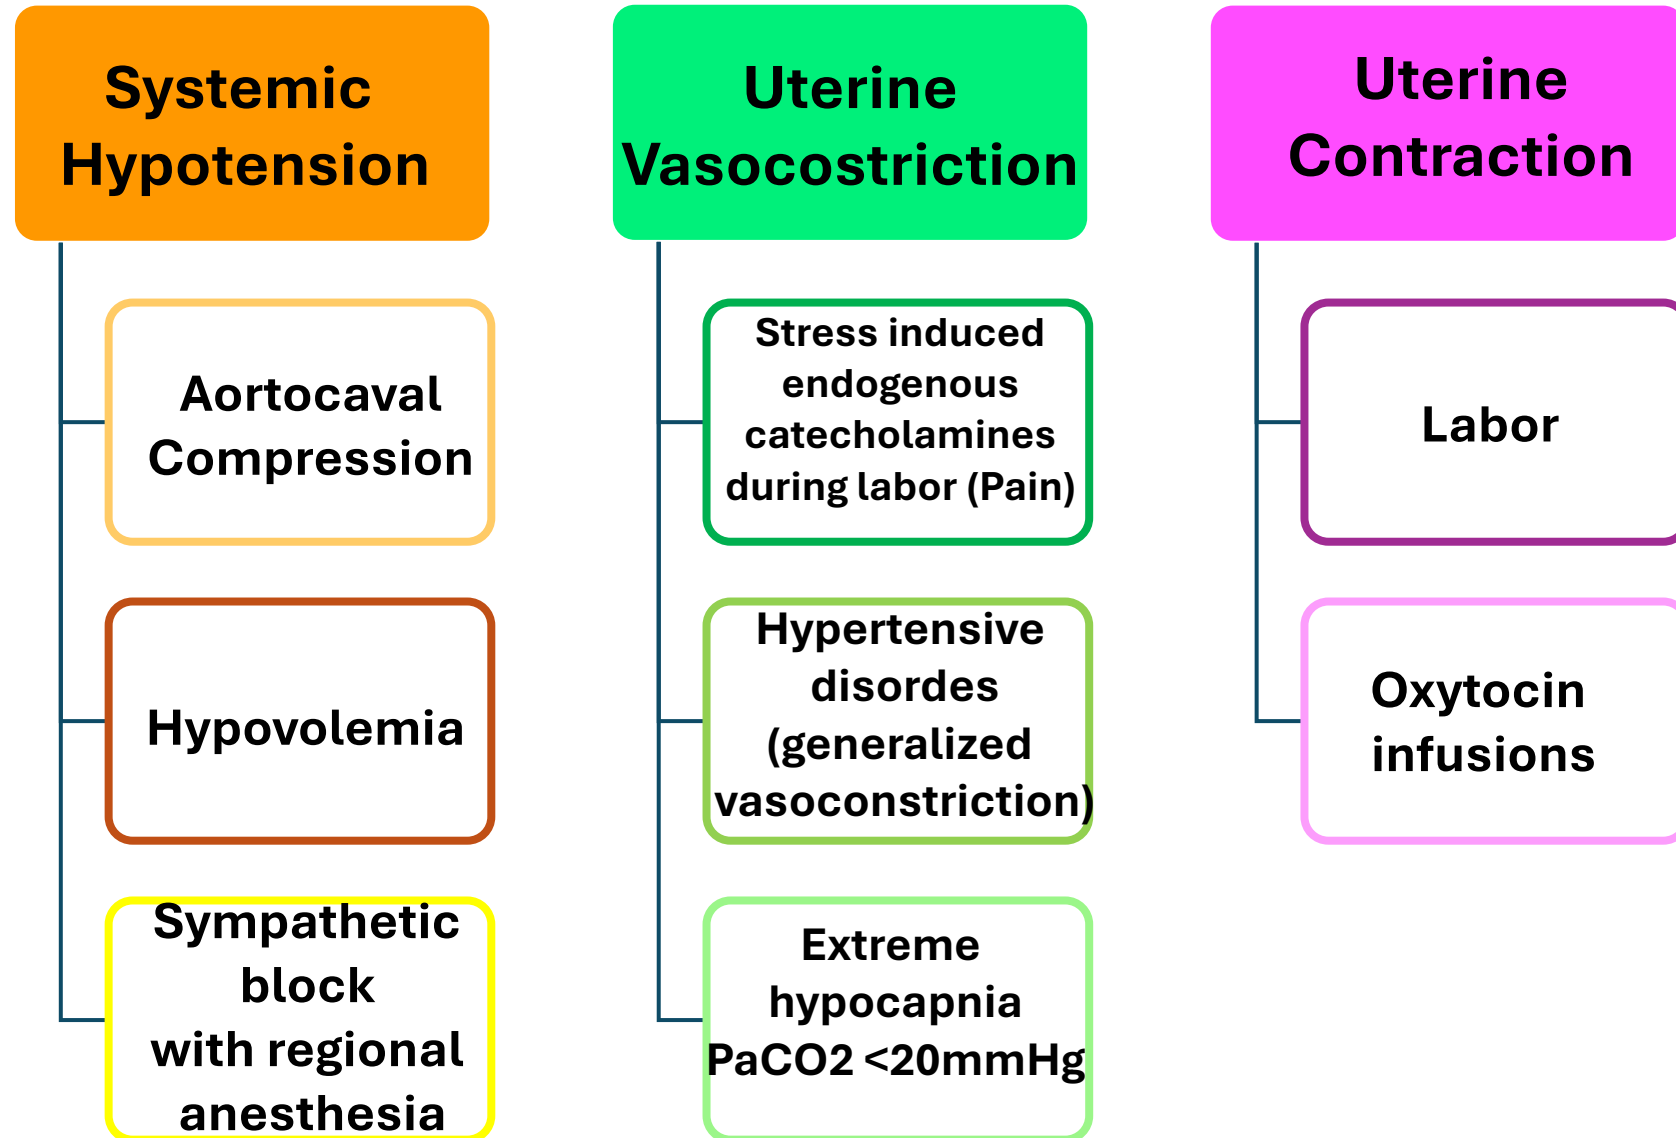 Systemic
Hypotension
Aortocaval
Compression
Hypovolemia
Sympathetic
block
with regional
anesthesia
Uterine
Vasocostriction
Stress induced
endogenous
catecholamines
during labor (Pain)
Hypertensive
disordes
(generalized
vasoconstriction)
Extreme
hypocapnia
PaCO2 <20mmHg
Uterine
Contraction
Labor
Oxytocin
infusions